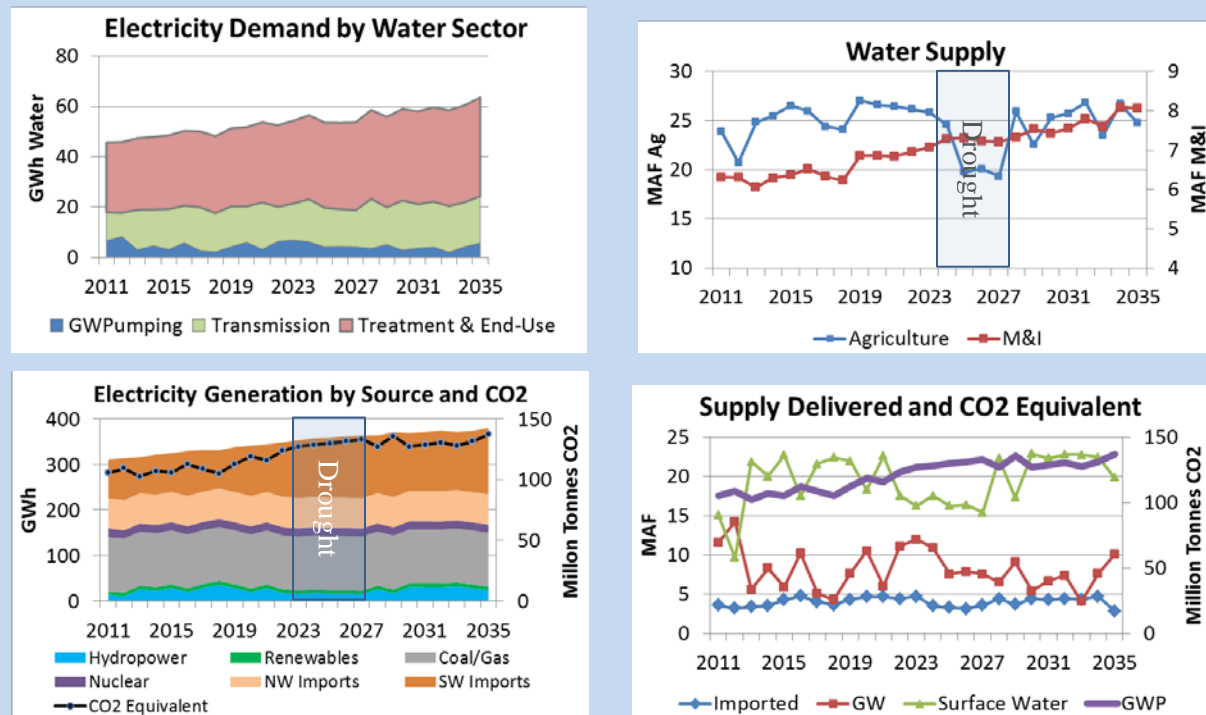 Electricity Demand by Water Sector
GWh Water
80
60
40
20
0
2011 2015 2019 2023 2027 2031 2035
GWPumping Transmission Treatment & End-Use
Water Supply
MAF Ag
30
25
20
15
10
Drought
9
8
7
6
5
4
MAF M&I
2011 2015 2019 2023 2027 2031 2035
Agriculture M&I
Electricity Generation by Source and CO2
GWh
400
300
200
100
0
Drought
150
100
50
0
Millon Tonnes CO2
2011 2015 2019 2023 2027 2031 2035
Hydropower Renewables Coal/Gas
Nuclear NW Imports SW Imports
CO2 Equivalent
Supply Delivered and CO2 Equivalent
MAF
25
20
15
10
5
0
150
100
50
0
Million Tonnes CO2
2011 2015 2019 2023 2027 2031 2035
Imported GW Surface Water GWP